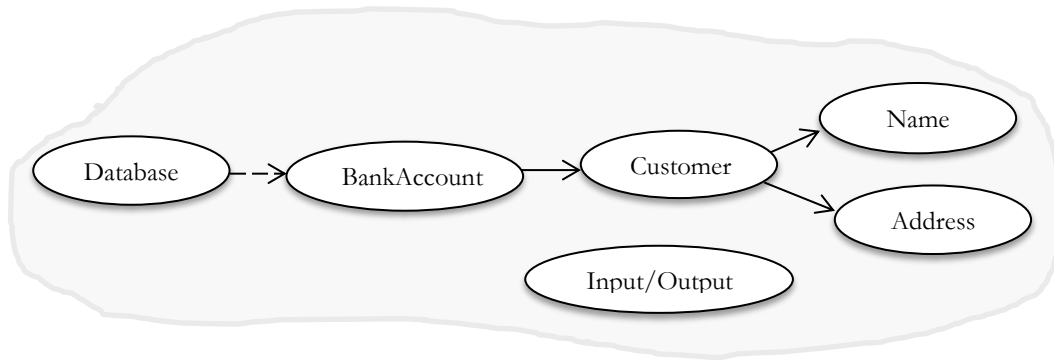 Name
Customer
Database
BankAccount
Address
Input/Output